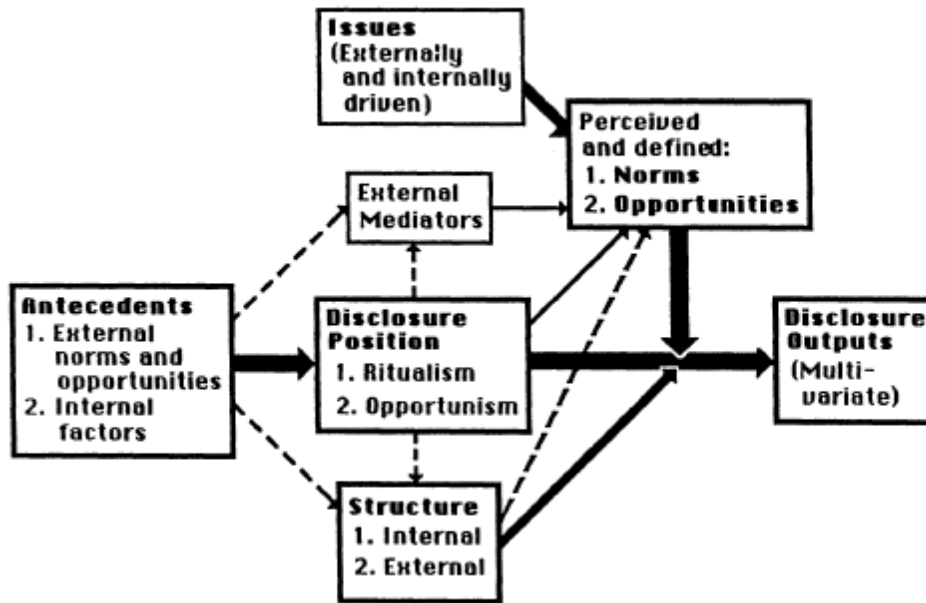 Issues
(Externally
and internally
driven)
Perceived
and defined:
1. Norms
2. Opportunities
External
Mediators
Antecedents
1. External
norms and
opportunities
2. Internal
factors
Disclosure
Position
1. Ritualism
2. Opportunism
Disclosure
Outputs
(Multi-
variate)
Structure
1. Internal
2. External